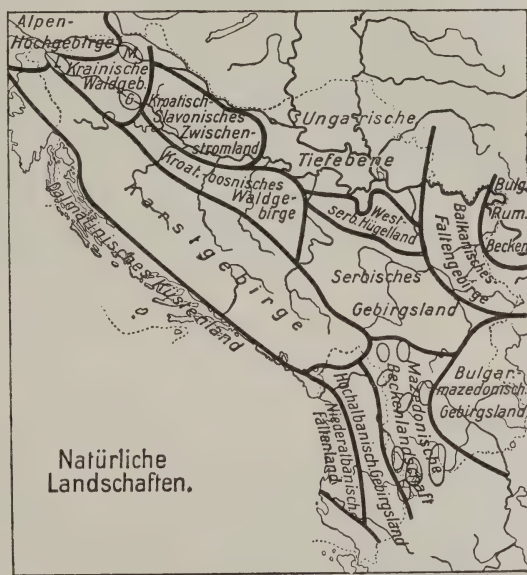 Alpen-
Hochgebirge
M.
Krainische
Waldgeb.
G
Kroatisch-
Slavonisches
Zwischen-
stromland
Ungarische
Tiefebene
Kroat.-bosnisches
Waldge-
birge
West-
Serb. Hügelland
Balkanisches
Faltengebirge
Bulg.
Rum.
Becken
Karstgebirge
Dalmatinisches Küstenland
Serbisches
Gebirgsland
Bulgar.
mazedonisch.
Gebirgsland
Mazedonische
Beckenlandschaft
Hochalbanisch.
Gebirgsland
Niederalbanisch.
Faltenland
Natürliche
Landschaften.